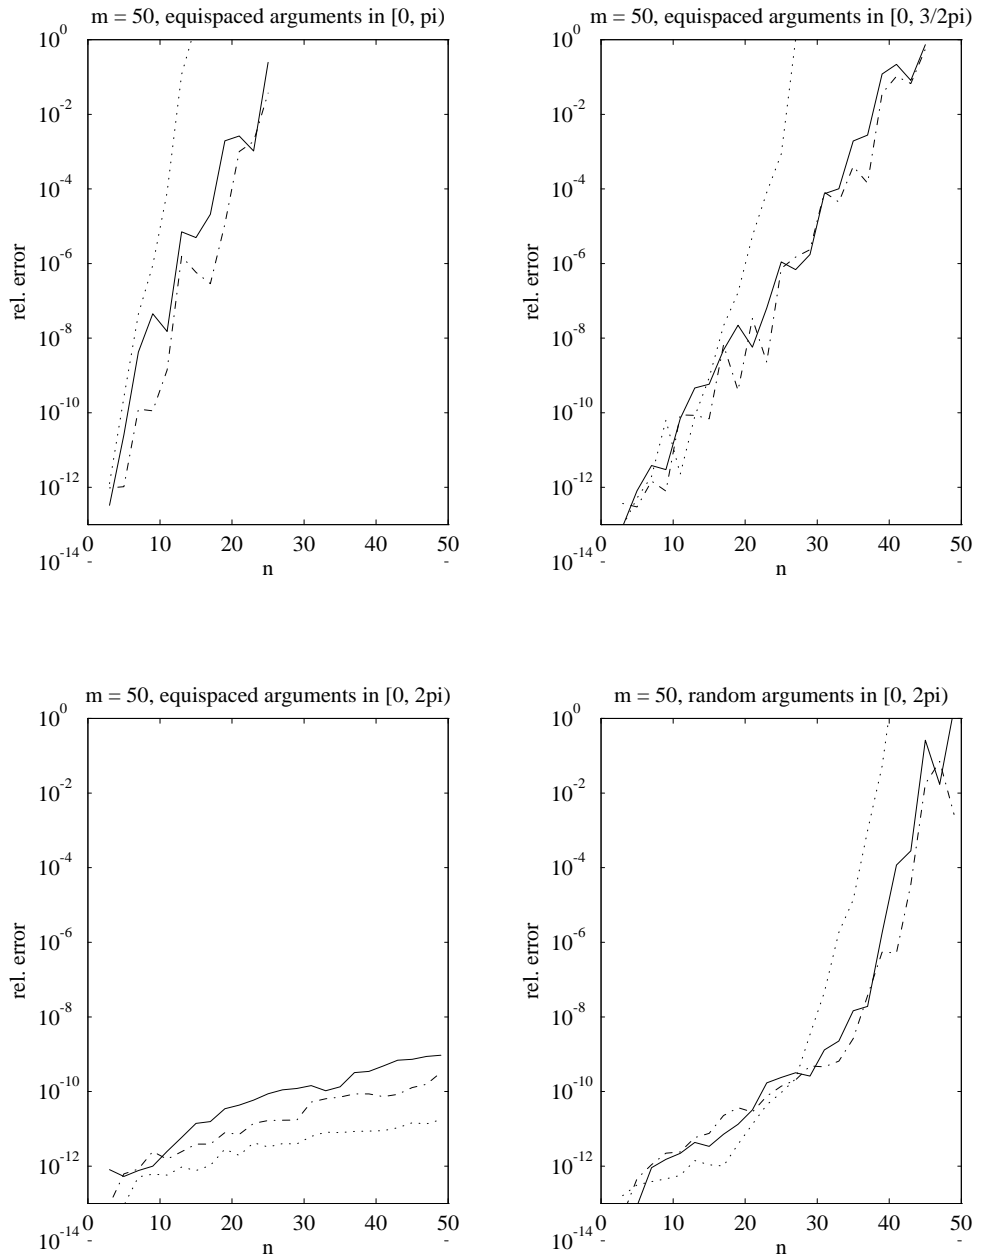 m = 50, equispaced arguments in [0, pi)
10^0
10^-2
10^-4
10^-6
10^-8
10^-10
10^-12
10^-14
rel. error
0 10 20 30 40 50
n
m = 50, equispaced arguments in [0, 3/2pi)
10^0
10^-2
10^-4
10^-6
10^-8
10^-10
10^-12
10^-14
rel. error
0 10 20 30 40 50
n
m = 50, equispaced arguments in [0, 2pi)
10^0
10^-2
10^-4
10^-6
10^-8
10^-10
10^-12
10^-14
rel. error
0 10 20 30 40 50
n
m = 50, random arguments in [0, 2pi)
10^0
10^-2
10^-4
10^-6
10^-8
10^-10
10^-12
10^-14
rel. error
0 10 20 30 40 50
n